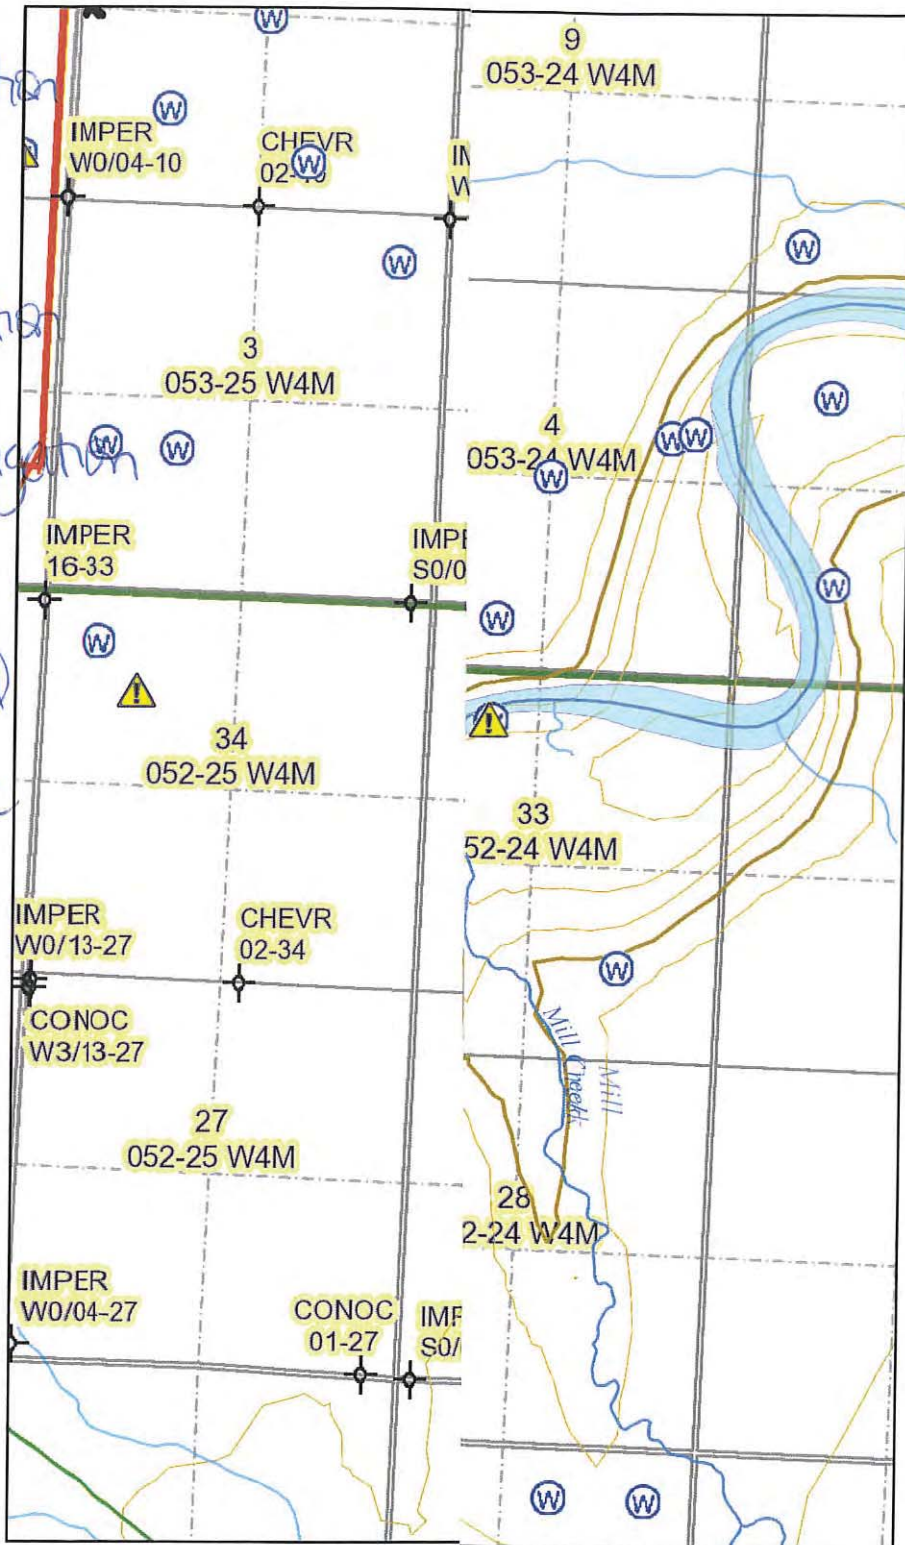 9
053-24 W4M
IMPER
W0/04-10
CHEVR
W
W
W
W
W
3
053-25 W4M
4
053-24 W4M
W
W
W
W
W
W
W
IMPER
16-33
S0/0
W
W
W
34
052-25 W4M
33
52-24 W4M
IMPER
W0/13-27
CHEVR
02-34
CONOC
W3/13-27
W
Mill Creek
Mill
27
052-25 W4M
28
2-24 W4M
IMPER
W0/04-27
CONOC
01-27
S0/
W
W